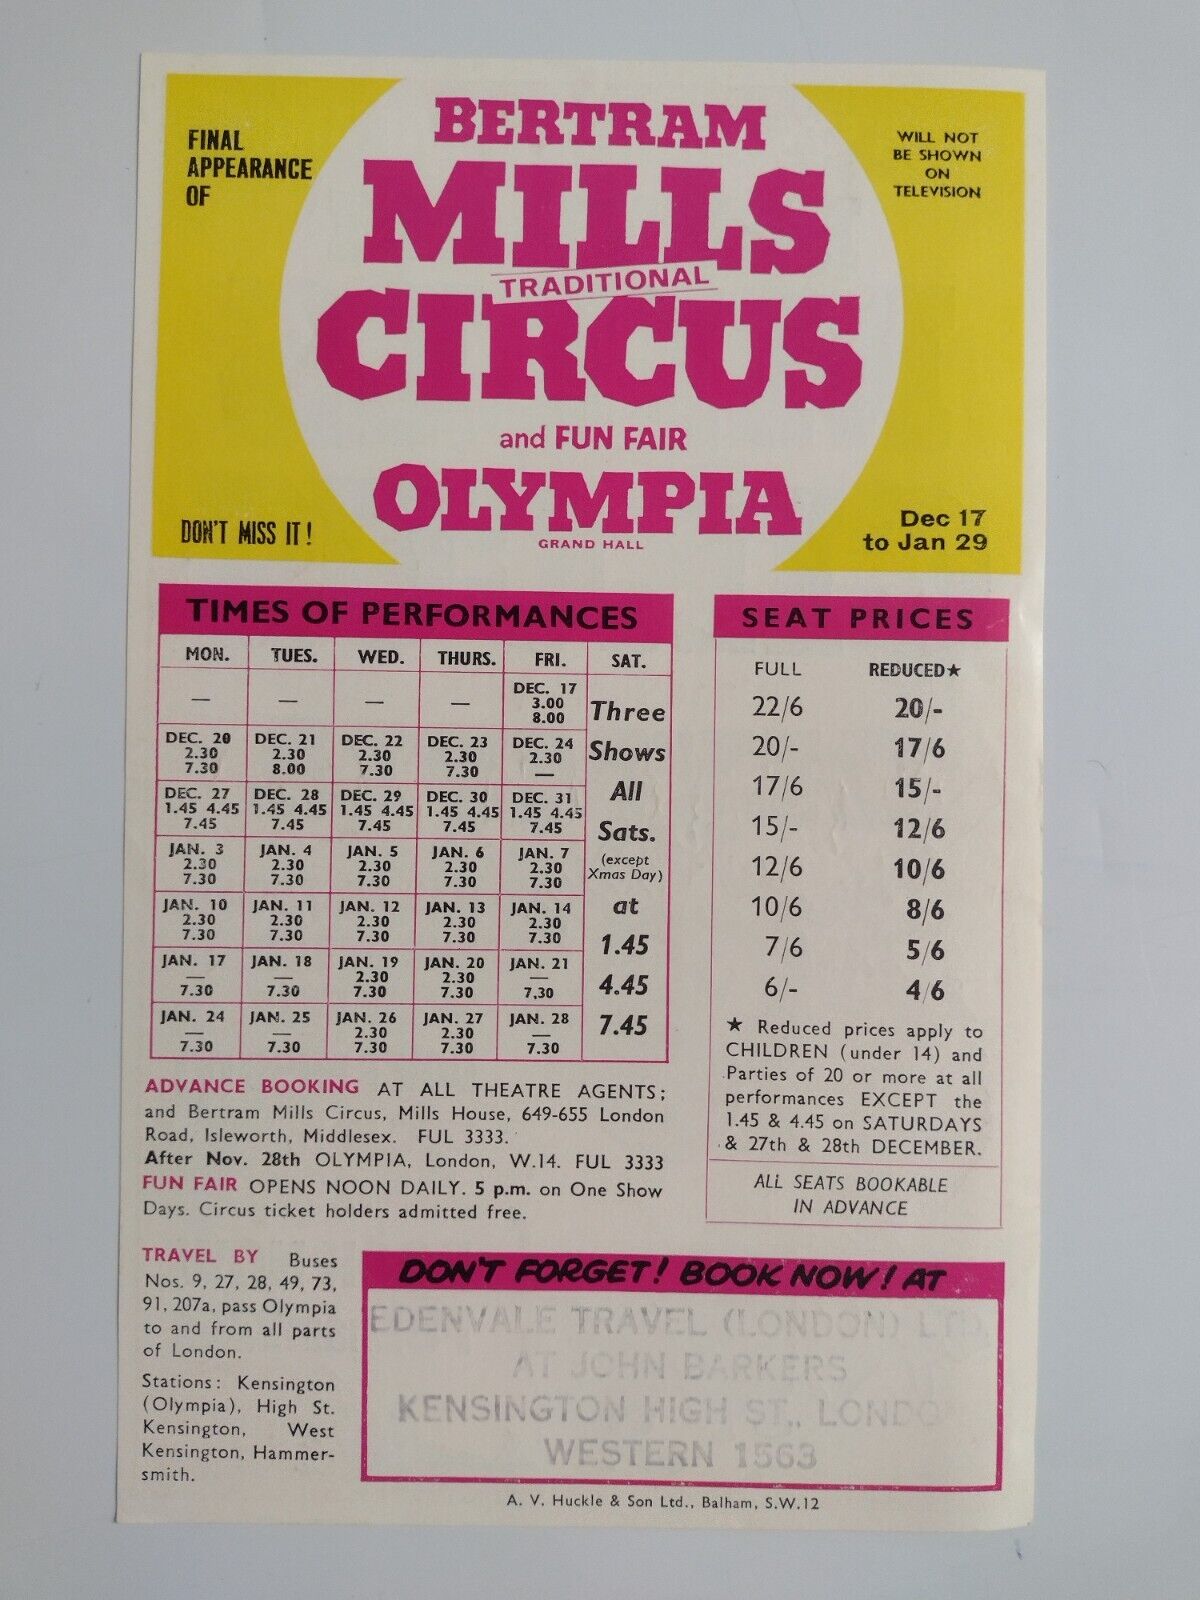 FINAL
APPEARANCE
OF
BERTRAM
MILLS
TRADITIONAL
CIRCUS
and FUN FAIR
OLYMPIA
GRAND HALL
WILL NOT
BE SHOWN
ON
TELEVISION
DON'T MISS IT!
Dec 17
to Jan 29
TIMES OF PERFORMANCES
MON. TUES. WED. THURS. FRI. SAT.
— — — — DEC. 17
3.00
8.00
DEC. 20 DEC. 21 DEC. 22 DEC. 23 DEC. 24
2.30 2.30 2.30 2.30 2.30
7.30 8.00 7.30 7.30 —
DEC. 27 DEC. 28 DEC. 29 DEC. 30 DEC. 31
1.45 4.45 1.45 4.45 1.45 4.45 1.45 4.45 1.45 4.45
7.45 7.45 7.45 7.45 7.45
JAN. 3 JAN. 4 JAN. 5 JAN. 6 JAN. 7
2.30 2.30 2.30 2.30 2.30
7.30 7.30 7.30 7.30 7.30
JAN. 10 JAN. 11 JAN. 12 JAN. 13 JAN. 14
2.30 2.30 2.30 2.30 2.30
7.30 7.30 7.30 7.30 7.30
JAN. 17 JAN. 18 JAN. 19 JAN. 20 JAN. 21
— — 2.30 2.30 —
7.30 7.30 7.30 7.30 7.30
JAN. 24 JAN. 25 JAN. 26 JAN. 27 JAN. 28
— — 2.30 2.30 —
7.30 7.30 7.30 7.30 7.30
Three
Shows
All
Sats.
(except
Xmas Day)
at
1.45
4.45
7.45
SEAT PRICES
FULL REDUCED★
22/6 20/-
20/- 17/6
17/6 15/-
15/- 12/6
12/6 10/6
10/6 8/6
7/6 5/6
6/- 4/6
★ Reduced prices apply to
CHILDREN (under 14) and
Parties of 20 or more at all
performances EXCEPT the
1.45 & 4.45 on SATURDAYS
& 27th & 28th DECEMBER.
ALL SEATS BOOKABLE
IN ADVANCE
ADVANCE BOOKING AT ALL THEATRE AGENTS;
and Bertram Mills Circus, Mills House, 649-655 London
Road, Isleworth, Middlesex. FUL 3333.
After Nov. 28th OLYMPIA, London, W.14. FUL 3333
FUN FAIR OPENS NOON DAILY. 5 p.m. on One Show
Days. Circus ticket holders admitted free.
TRAVEL BY Buses
Nos. 9, 27, 28, 49, 73,
91, 207a, pass Olympia
to and from all parts
of London.
Stations: Kensington
(Olympia), High St.
Kensington, West
Kensington, Hammer-
smith.
DON'T FORGET! BOOK NOW! AT
EDENVALE TRAVEL (LONDON) LTD.
AT JOHN BARKERS
KENSINGTON HIGH ST., LONDO
WESTERN 1563
A. V. Huckle & Son Ltd., Balham, S.W.12